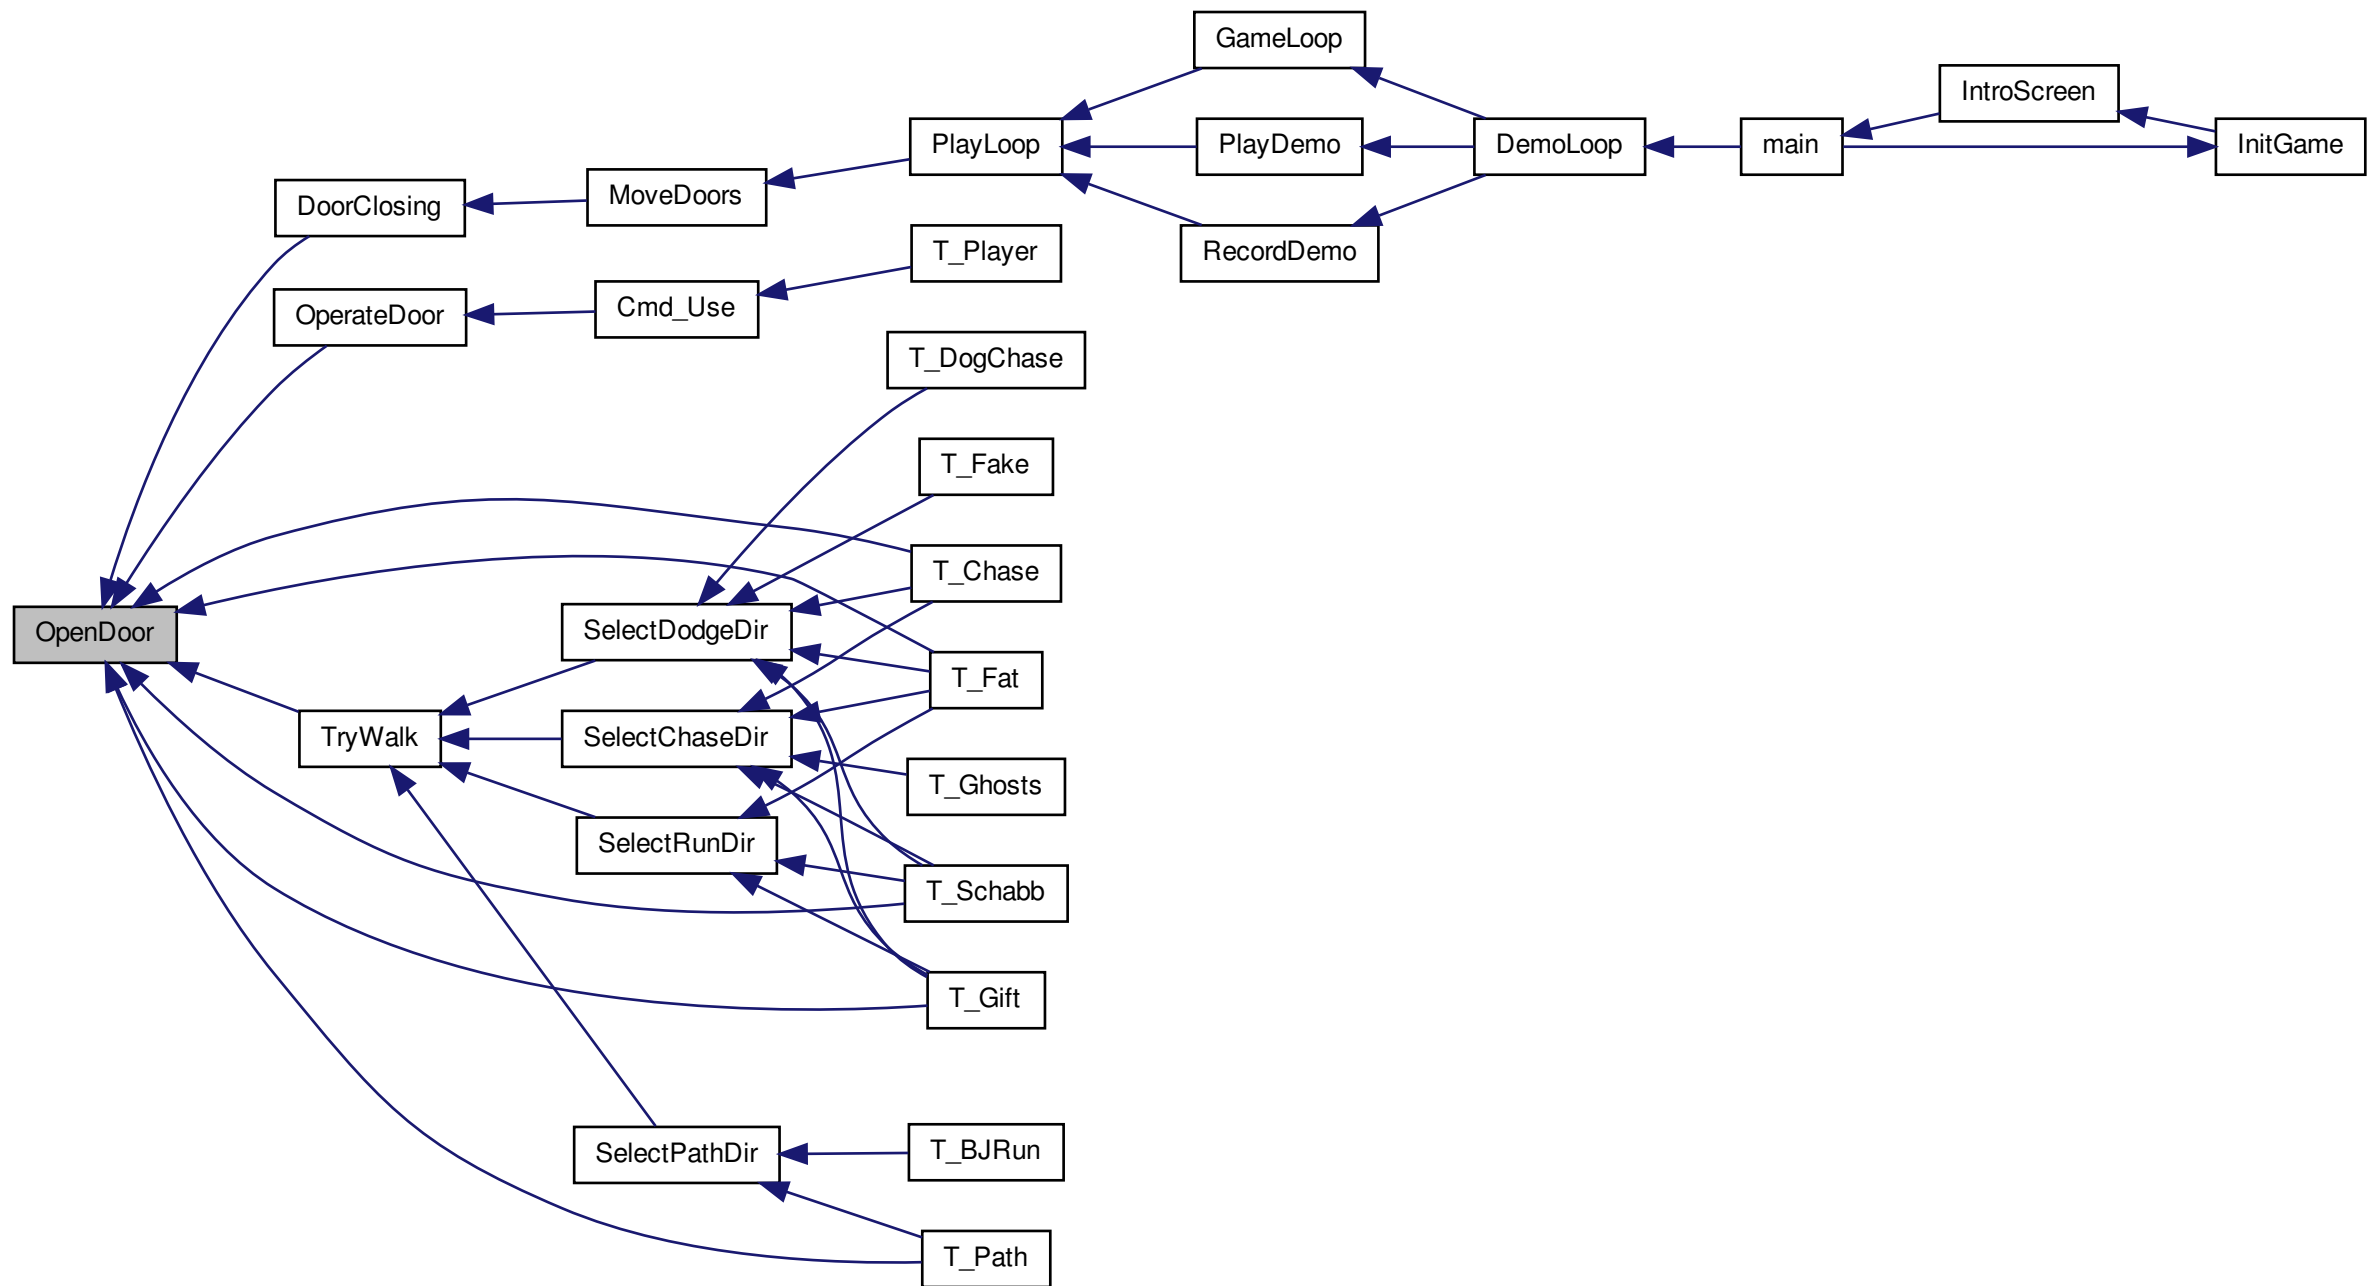 GameLoop
IntroScreen
PlayLoop
PlayDemo
DemoLoop
main
InitGame
MoveDoors
DoorClosing
T_Player
RecordDemo
Cmd_Use
OperateDoor
T_DogChase
T_Fake
T_Chase
OpenDoor
SelectDodgeDir
T_Fat
TryWalk
SelectChaseDir
T_Ghosts
SelectRunDir
T_Schabb
T_Gift
SelectPathDir
T_BJRun
T_Path